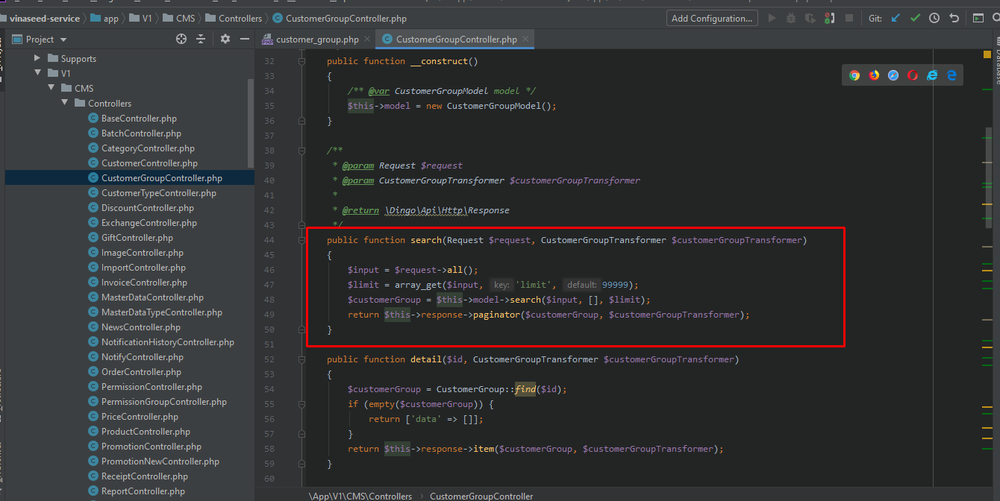 vinaseed-service app V1 CMS Controllers CustomerGroupController.php
Add Configuration...
Git:
Project
customer_group.php
CustomerGroupController.php
Supports
V1
CMS
Controllers
BaseController.php
BatchController.php
CategoryController.php
CustomerController.php
CustomerGroupController.php
CustomerTypeController.php
DiscountController.php
ExchangeController.php
GiftController.php
ImageController.php
ImportController.php
InvoiceController.php
MasterDataController.php
MasterDataTypeController.php
NewsController.php
NotificationHistoryController.php
NotifyController.php
OrderController.php
PermissionController.php
PermissionGroupController.php
PriceController.php
ProductController.php
PromotionController.php
PromotionNewController.php
ReceiptController.php
ReportController.php
32 public function __construct()
33 {
34 /** @var CustomerGroupModel model */
35 $this->model = new CustomerGroupModel();
36 }
37
38 /**
39 * @param Request $request
40 * @param CustomerGroupTransformer $customerGroupTransformer
41 *
42 * @return \Dingo\Api\Http\Response
43 */
44 public function search(Request $request, CustomerGroupTransformer $customerGroupTransformer)
45 {
46 $input = $request->all();
47 $limit = array_get($input, key: 'limit', default: 99999);
48 $customerGroup = $this->model->search($input, [], $limit);
49 return $this->response->paginator($customerGroup, $customerGroupTransformer);
50 }
51
52 public function detail($id, CustomerGroupTransformer $customerGroupTransformer)
53 {
54 $customerGroup = CustomerGroup::find($id);
55 if (empty($customerGroup)) {
56 return ['data' => []];
57 }
58 return $this->response->item($customerGroup, $customerGroupTransformer);
59 }
60
\App\V1\CMS\Controllers › CustomerGroupController
Database